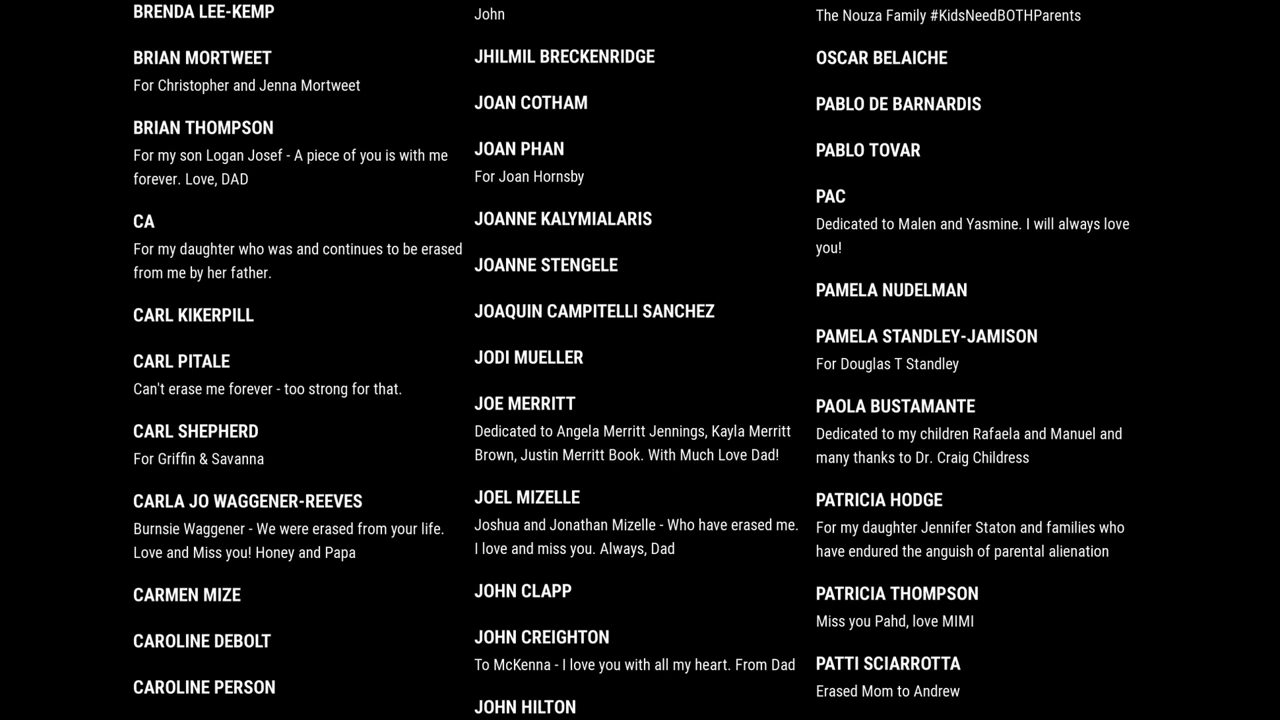 BRENDA LEE-KEMP
BRIAN MORTWEET
For Christopher and Jenna Mortweet
BRIAN THOMPSON
For my son Logan Josef - A piece of you is with me
forever. Love, DAD
CA
For my daughter who was and continues to be erased
from me by her father.
CARL KIKERPILL
CARL PITALE
Can't erase me forever - too strong for that.
CARL SHEPHERD
For Griffin & Savanna
CARLA JO WAGGENER-REEVES
Burnsie Waggener - We were erased from your life.
Love and Miss you! Honey and Papa
CARMEN MIZE
CAROLINE DEBOLT
CAROLINE PERSON
John
JHILMIL BRECKENRIDGE
JOAN COTHAM
JOAN PHAN
For Joan Hornsby
JOANNE KALYMIALARIS
JOANNE STENGELE
JOAQUIN CAMPITELLI SANCHEZ
JODI MUELLER
JOE MERRITT
Dedicated to Angela Merritt Jennings, Kayla Merritt
Brown, Justin Merritt Book. With Much Love Dad!
JOEL MIZELLE
Joshua and Jonathan Mizelle - Who have erased me.
I love and miss you. Always, Dad
JOHN CLAPP
JOHN CREIGHTON
To McKenna - I love you with all my heart. From Dad
JOHN HILTON
The Nouza Family #KidsNeedBOTHParents
OSCAR BELAICHE
PABLO DE BARNARDIS
PABLO TOVAR
PAC
Dedicated to Malen and Yasmine. I will always love
you!
PAMELA NUDELMAN
PAMELA STANDLEY-JAMISON
For Douglas T Standley
PAOLA BUSTAMANTE
Dedicated to my children Rafaela and Manuel and
many thanks to Dr. Craig Childress
PATRICIA HODGE
For my daughter Jennifer Staton and families who
have endured the anguish of parental alienation
PATRICIA THOMPSON
Miss you Pahd, love MIMI
PATTI SCIARROTTA
Erased Mom to Andrew